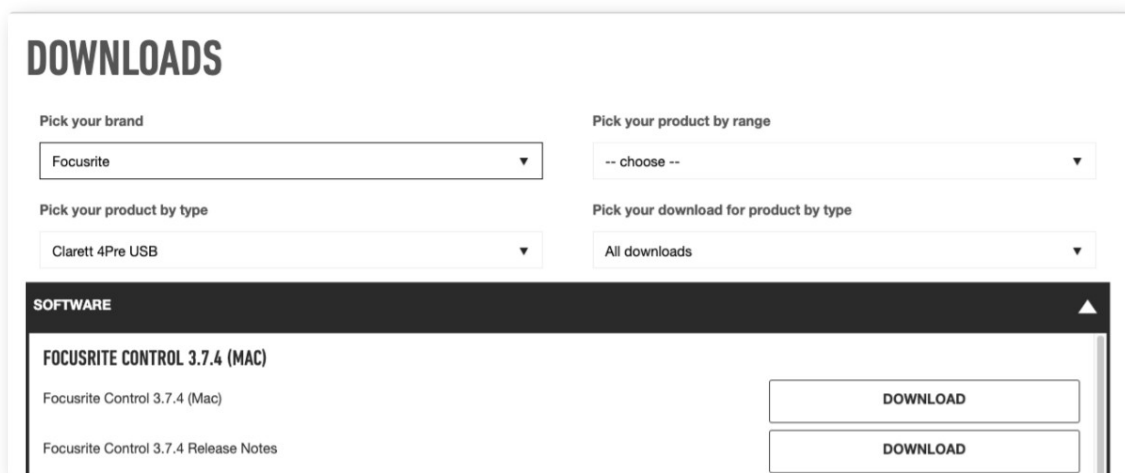 DOWNLOADS
Pick your brand
Pick your product by range
Focusrite
-- choose --
Pick your product by type
Pick your download for product by type
Clarett 4Pre USB
All downloads
SOFTWARE
FOCUSRITE CONTROL 3.7.4 (MAC)
Focusrite Control 3.7.4 (Mac)
DOWNLOAD
Focusrite Control 3.7.4 Release Notes
DOWNLOAD